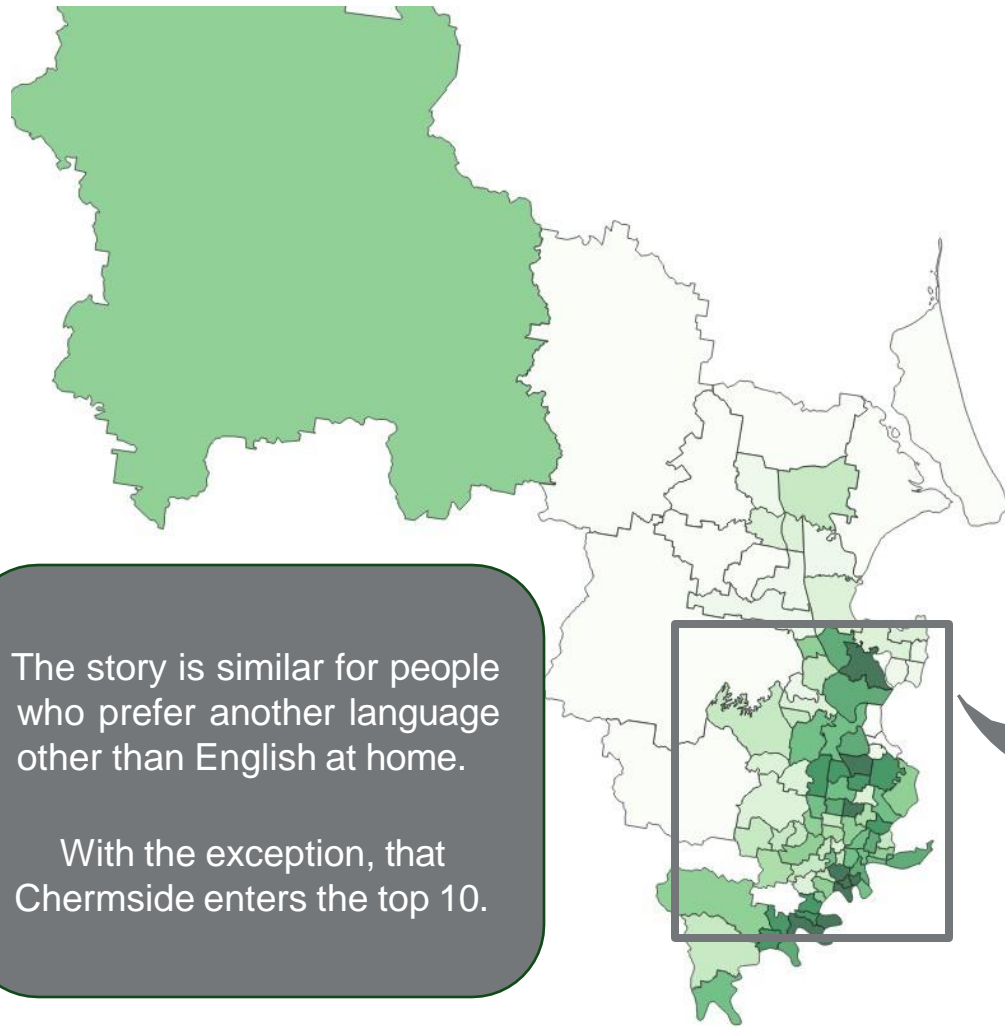 The story is similar for people
who prefer another language
other than English at home.
With the exception, that
Chermside enters the top 10.